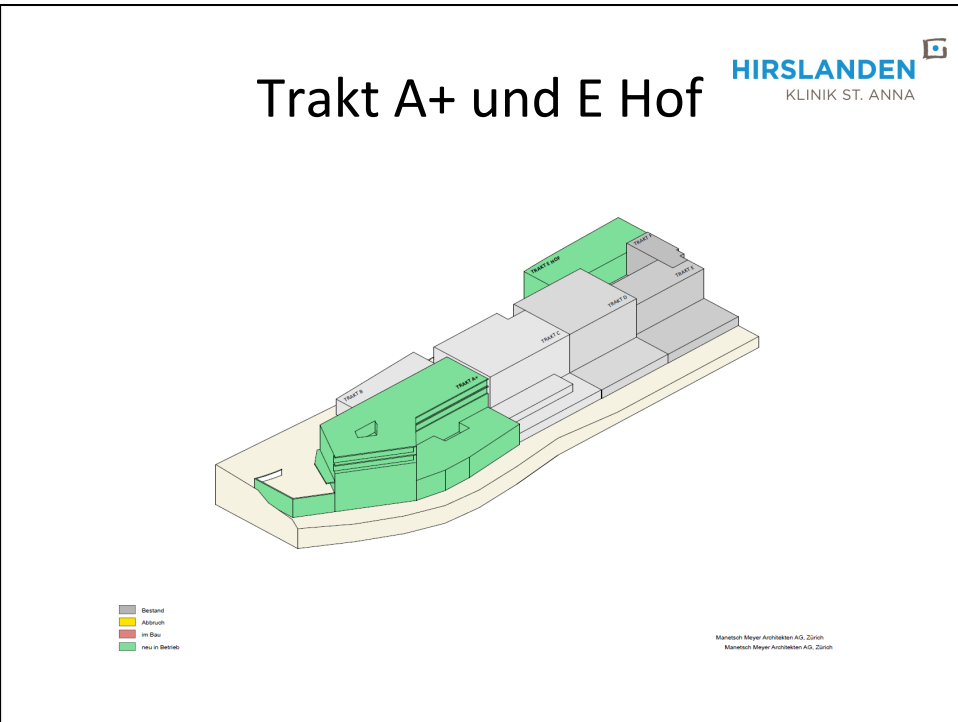 Trakt A+ und E Hof
HIRSLANDEN
KLINIK ST. ANNA
TRAKT E HOF
TRAKT F
TRAKT E
TRAKT D
TRAKT C
TRAKT A+
TRAKT B
Bestand
Abbruch
im Bau
neu in Betrieb
Manetsch Meyer Architekten AG, Zürich
Manetsch Meyer Architekten AG, Zürich